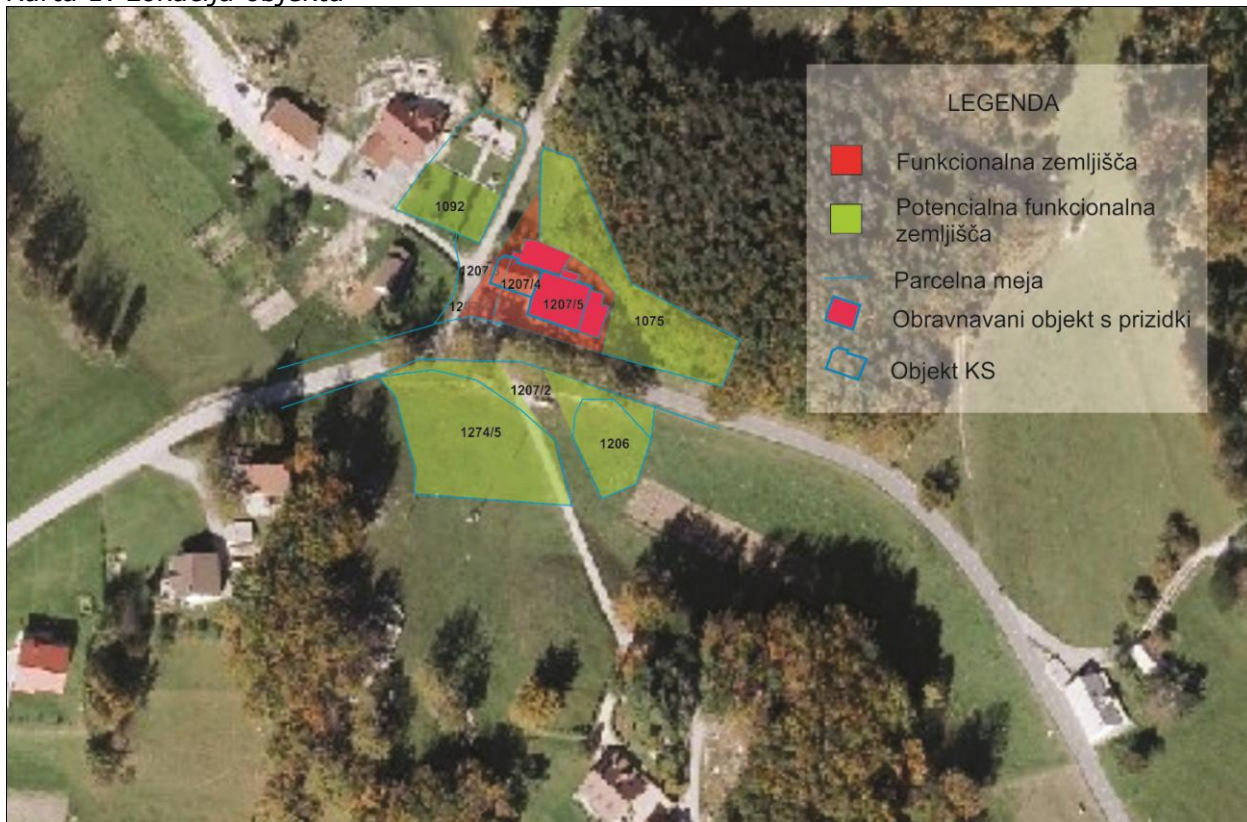 Karta 1: Lokacija objekta
LEGENDA
Funkcionalna zemljišča
Potencialna funkcionalna
zemljišča
Parcelna meja
Obravnavani objekt s prizidki
Objekt KS
1092
1207
1207/4
12
1207/5
1075
1207/2
1274/5
1206